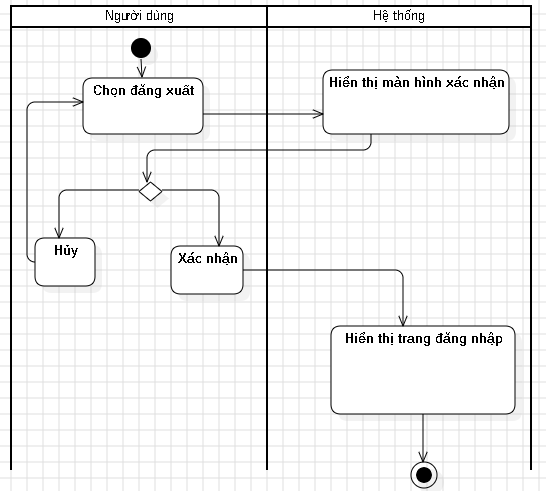 Người dùng
Hệ thống
Chọn đăng xuất
Hiển thị màn hình xác nhận
Hủy
Xác nhận
Hiển thị trang đăng nhập